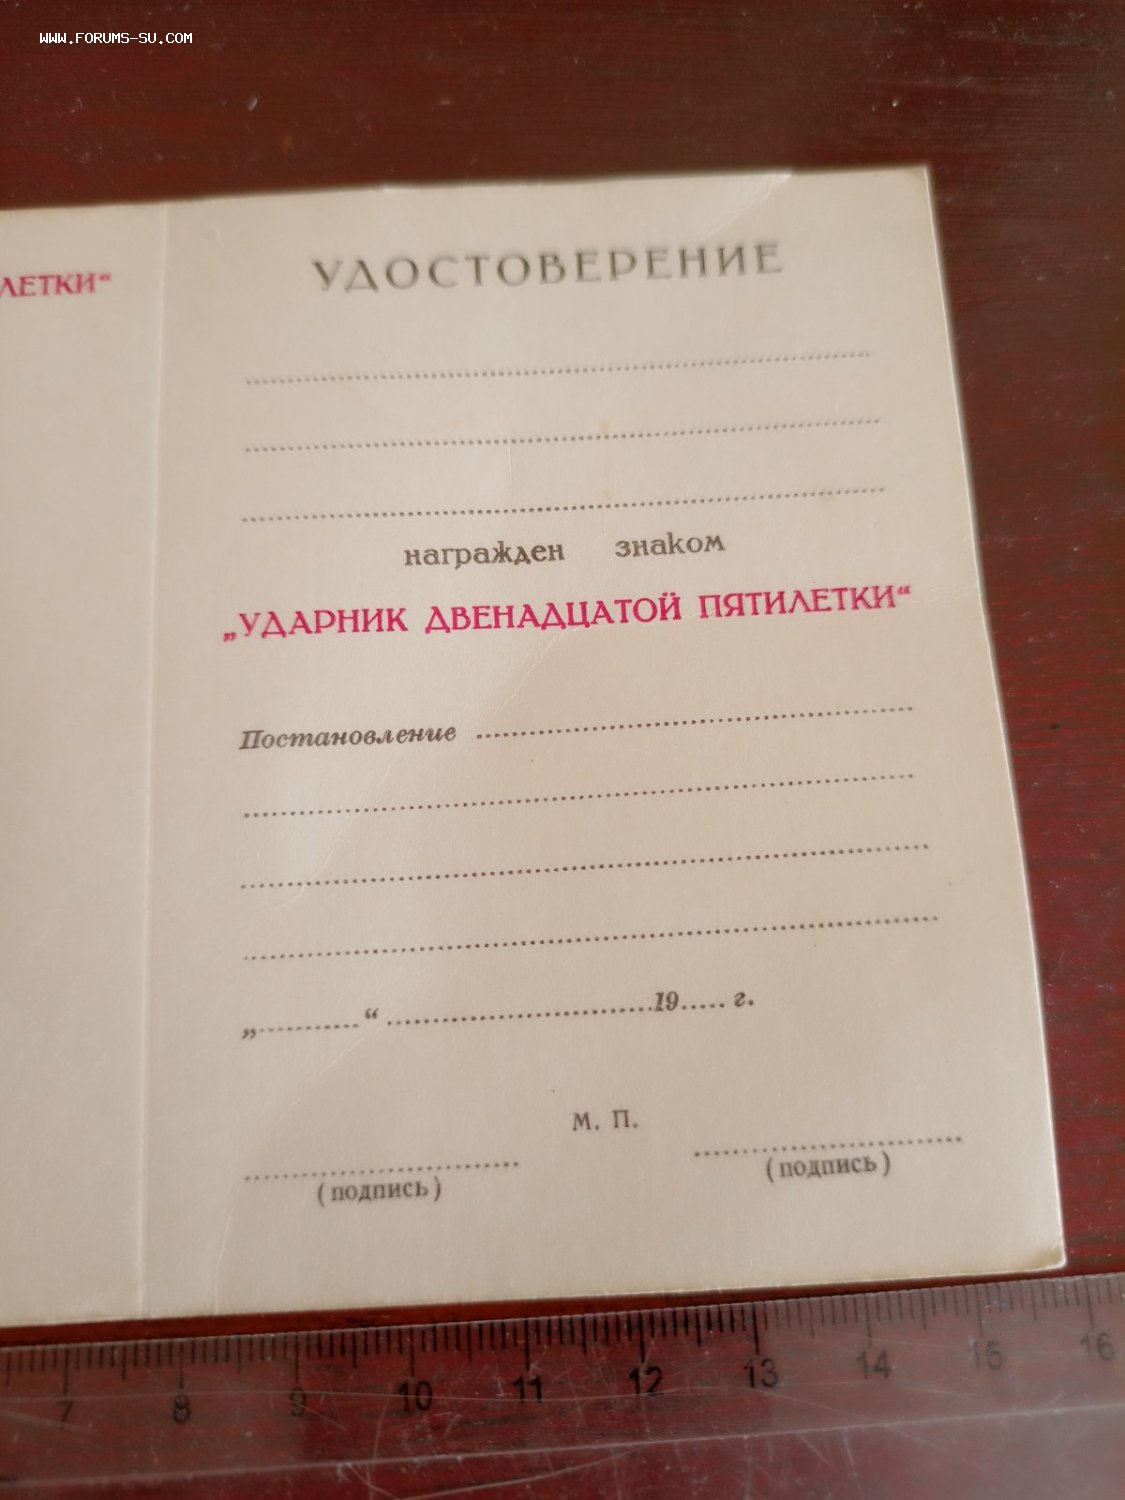 WWW.FORUMS-SU.COM
ЛЕТКИ“
УДОСТОВЕРЕНИЕ
награжден знаком
„УДАРНИК ДВЕНАДЦАТОЙ ПЯТИЛЕТКИ“
Постановление
„ “ 19 г.
М. П.
(подпись) (подпись)
7 8 9 10 11 12 13 14 15 16